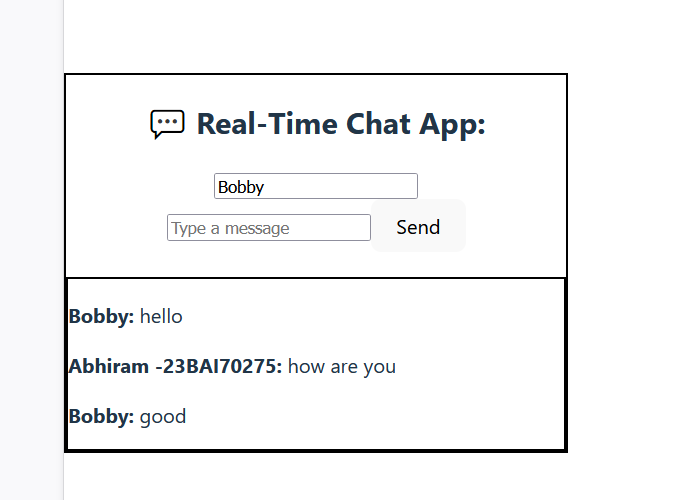 💬 Real-Time Chat App:
Bobby
Type a message
Send
Bobby: hello
Abhiram -23BAI70275: how are you
Bobby: good